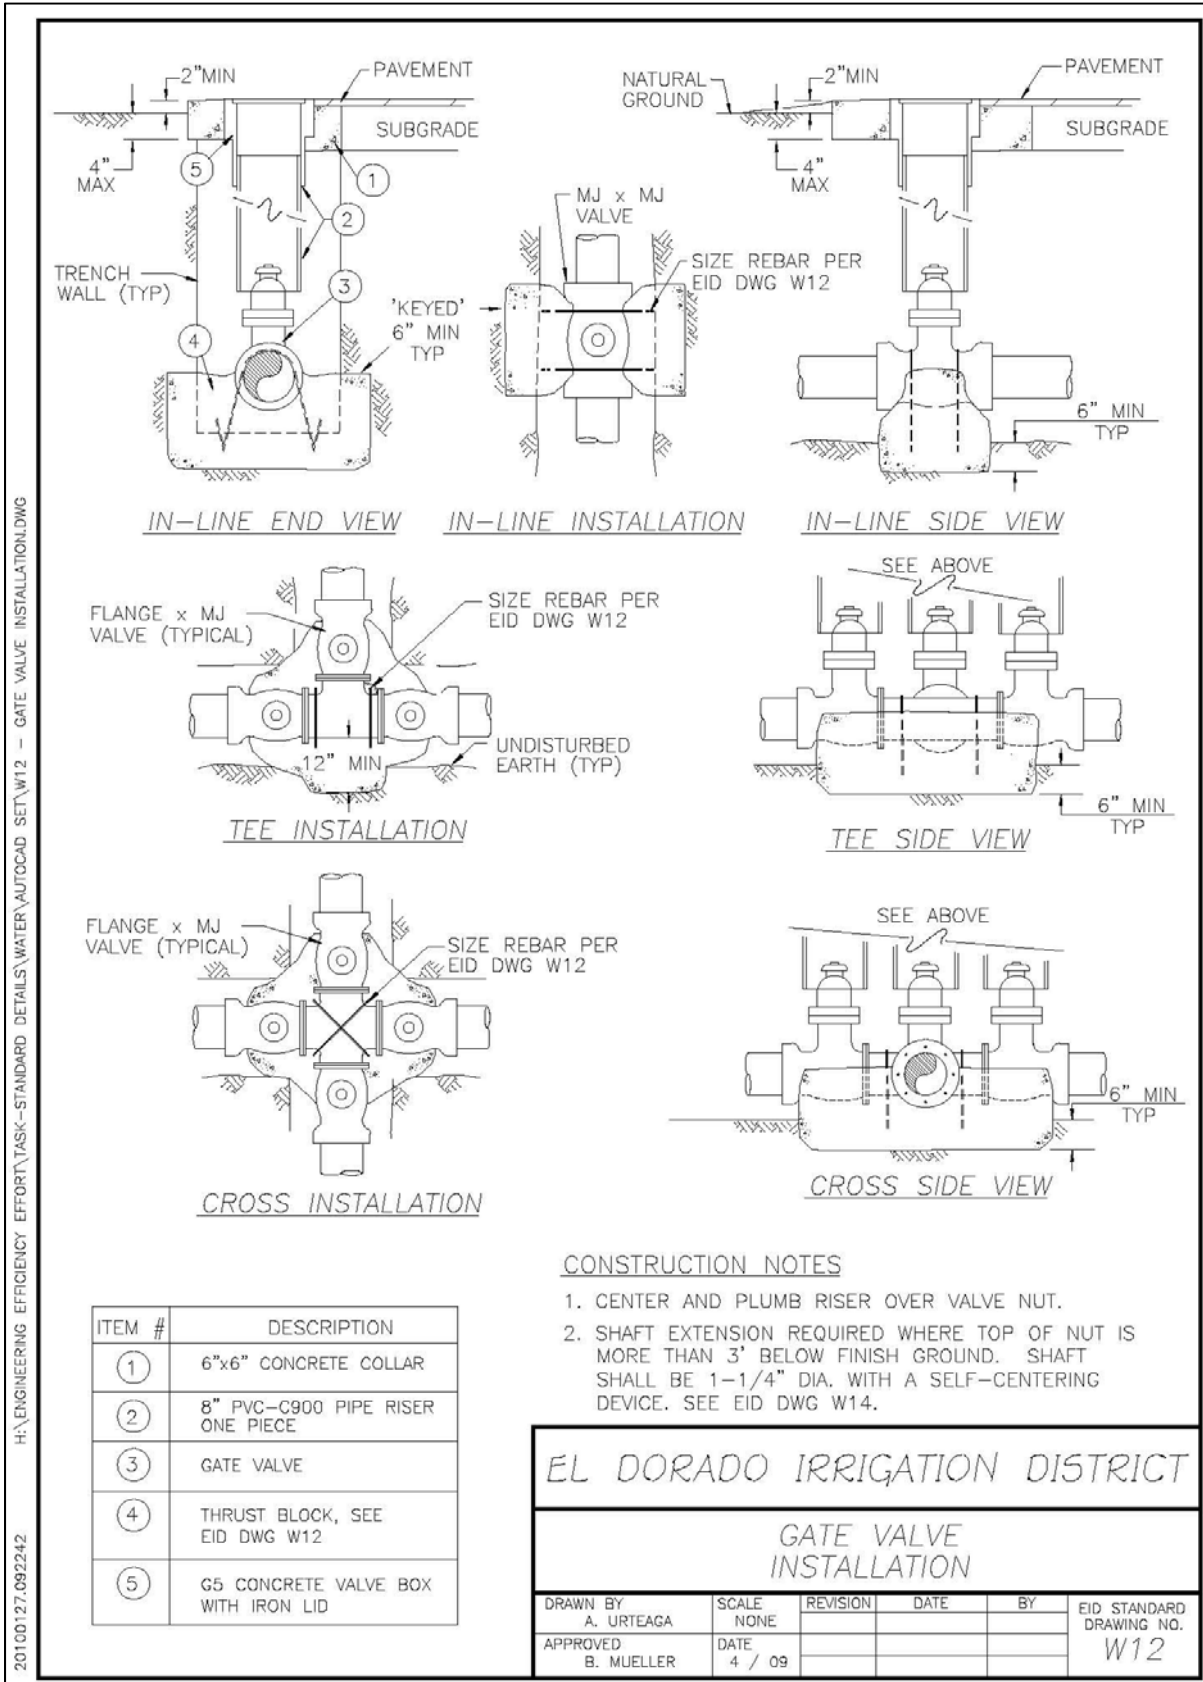 2"MIN
PAVEMENT
SUBGRADE
4"
MAX
5
1
2
TRENCH
WALL (TYP)
3
4
'KEYED'
6" MIN
TYP
IN-LINE END VIEW
MJ x MJ
VALVE
SIZE REBAR PER
EID DWG W12
IN-LINE INSTALLATION
NATURAL
GROUND
2"MIN
PAVEMENT
SUBGRADE
4"
MAX
6" MIN
TYP
IN-LINE SIDE VIEW
FLANGE x MJ
VALVE (TYPICAL)
SIZE REBAR PER
EID DWG W12
12" MIN
UNDISTURBED
EARTH (TYP)
TEE INSTALLATION
SEE ABOVE
6" MIN
TYP
TEE SIDE VIEW
FLANGE x MJ
VALVE (TYPICAL)
SIZE REBAR PER
EID DWG W12
CROSS INSTALLATION
SEE ABOVE
6" MIN
TYP
CROSS SIDE VIEW
CONSTRUCTION NOTES
1. CENTER AND PLUMB RISER OVER VALVE NUT.
2. SHAFT EXTENSION REQUIRED WHERE TOP OF NUT IS
MORE THAN 3' BELOW FINISH GROUND. SHAFT
SHALL BE 1-1/4" DIA. WITH A SELF-CENTERING
DEVICE. SEE EID DWG W14.
ITEM # DESCRIPTION
1 6"x6" CONCRETE COLLAR
2 8" PVC-C900 PIPE RISER
ONE PIECE
3 GATE VALVE
4 THRUST BLOCK, SEE
EID DWG W12
5 G5 CONCRETE VALVE BOX
WITH IRON LID
EL DORADO IRRIGATION DISTRICT
GATE VALVE
INSTALLATION
DRAWN BY
A. URTEAGA
SCALE
NONE
REVISION DATE BY
EID STANDARD
DRAWING NO.
W12
APPROVED
B. MUELLER
DATE
4 / 09
H:\ENGINEERING EFFICIENCY EFFORT\TASK-STANDARD DETAILS\WATER\AUTOCAD SET\W12 - GATE VALVE INSTALLATION.DWG
20100127.092242